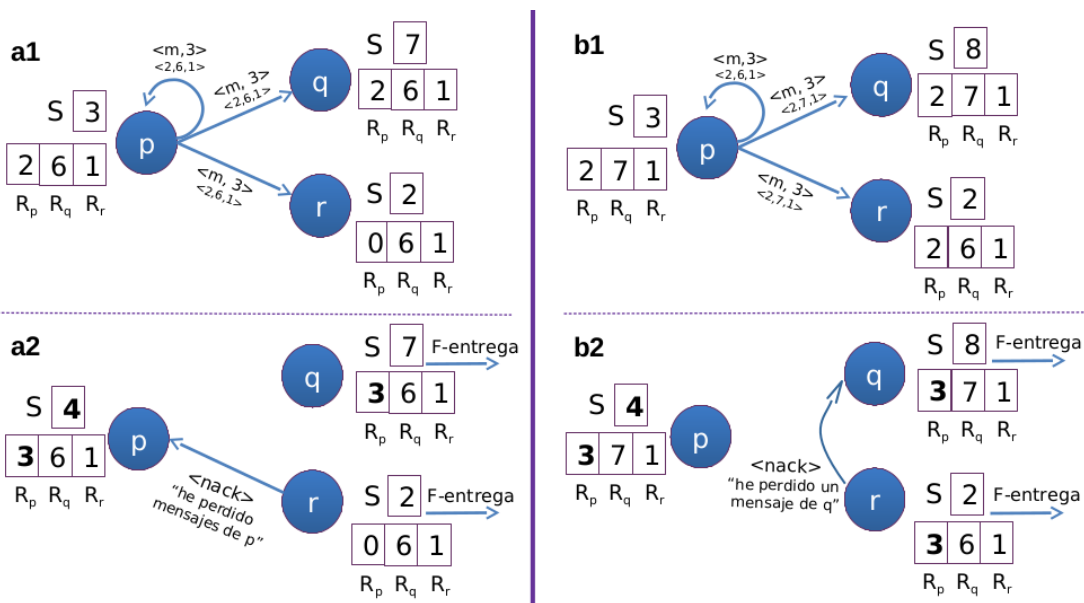 a1
<m,3>
<2,6,1>
S 3
2 6 1
Rp Rq Rr
p
<m, 3>
<2,6,1>
q
S 7
2 6 1
Rp Rq Rr
<m, 3>
<2,6,1>
r
S 2
0 6 1
Rp Rq Rr
b1
<m,3>
<2,6,1>
S 3
2 7 1
Rp Rq Rr
p
<m, 3>
<2,7,1>
q
S 8
2 7 1
Rp Rq Rr
<m, 3>
<2,7,1>
r
S 2
2 6 1
Rp Rq Rr
a2
S 4
3 6 1
Rp Rq Rr
p
q
S 7
F-entrega
3 6 1
Rp Rq Rr
<nack>
“he perdido
mensajes de p”
r
S 2
F-entrega
0 6 1
Rp Rq Rr
b2
S 4
3 7 1
Rp Rq Rr
p
q
S 8
F-entrega
3 7 1
Rp Rq Rr
<nack>
“he perdido un
mensaje de q”
r
S 2
F-entrega
3 6 1
Rp Rq Rr